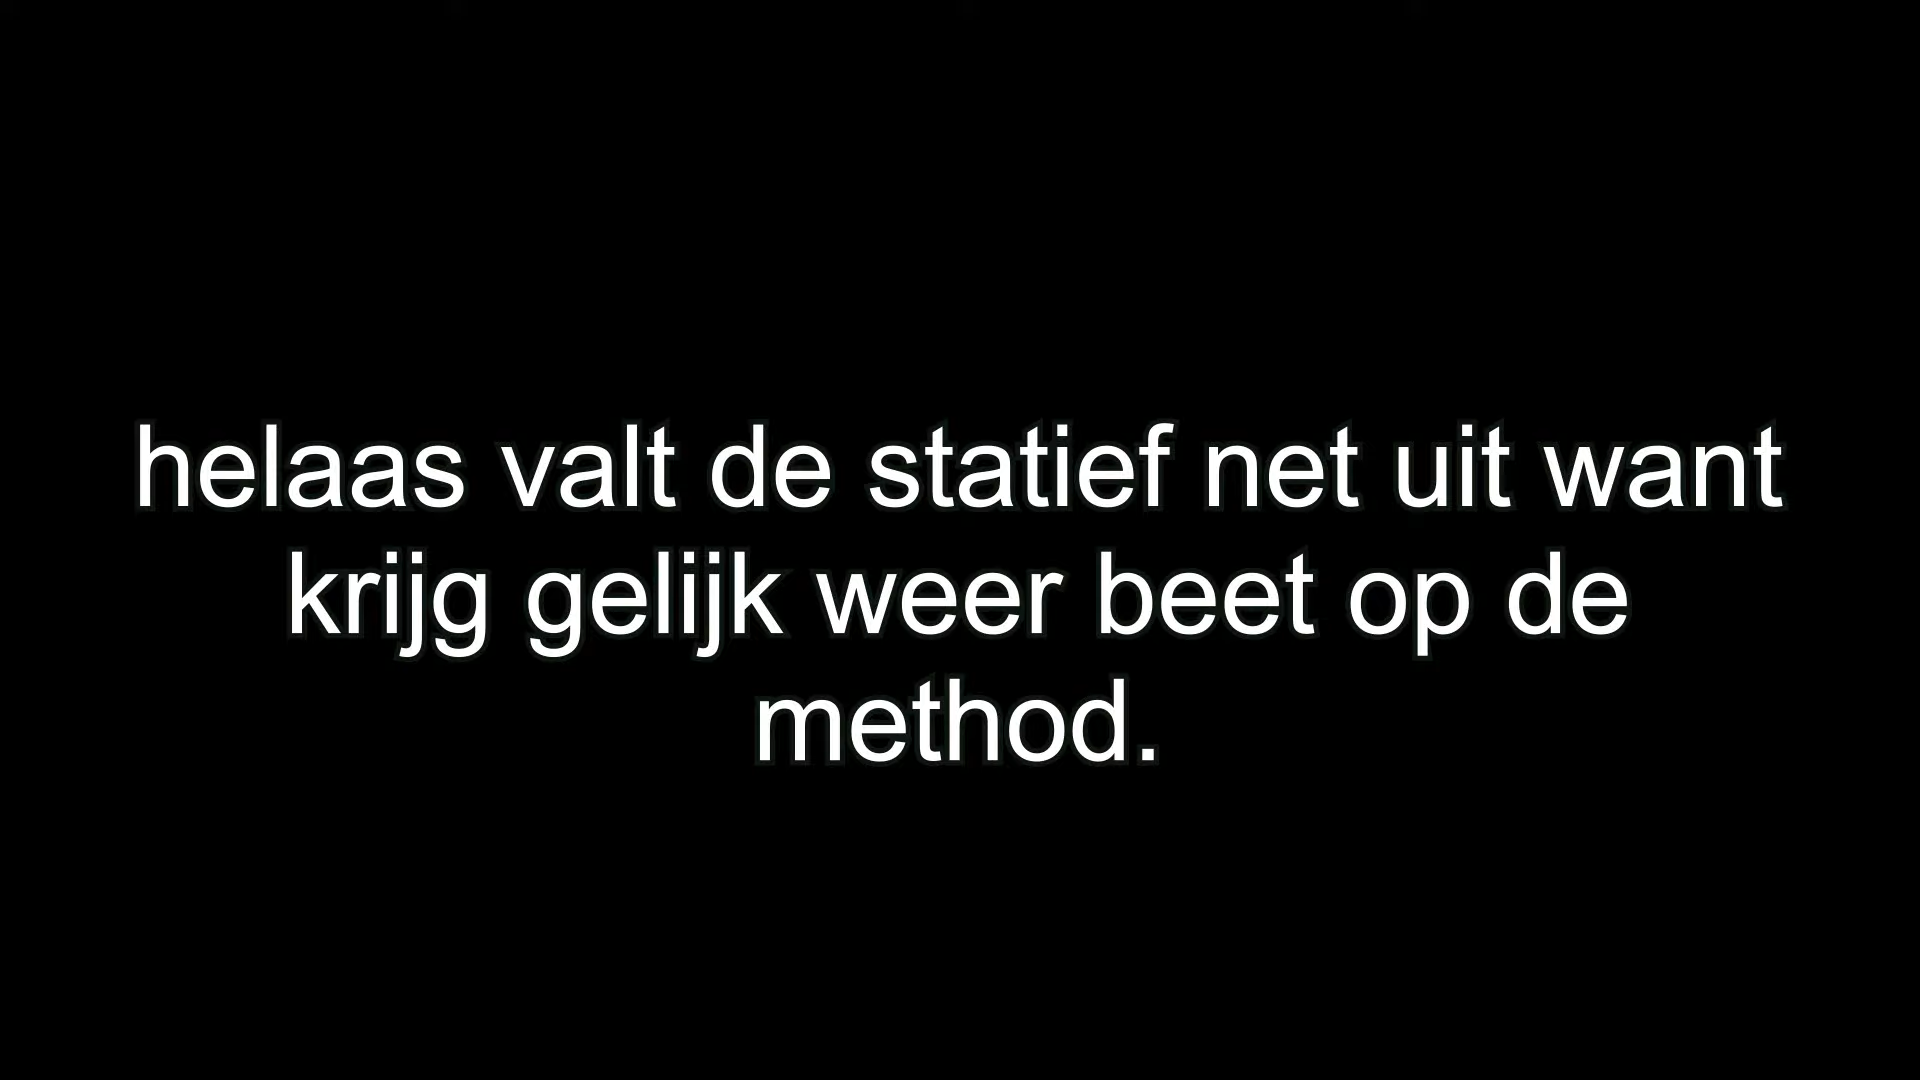 helaas valt de statief net uit want
krijg gelijk weer beet op de
method.